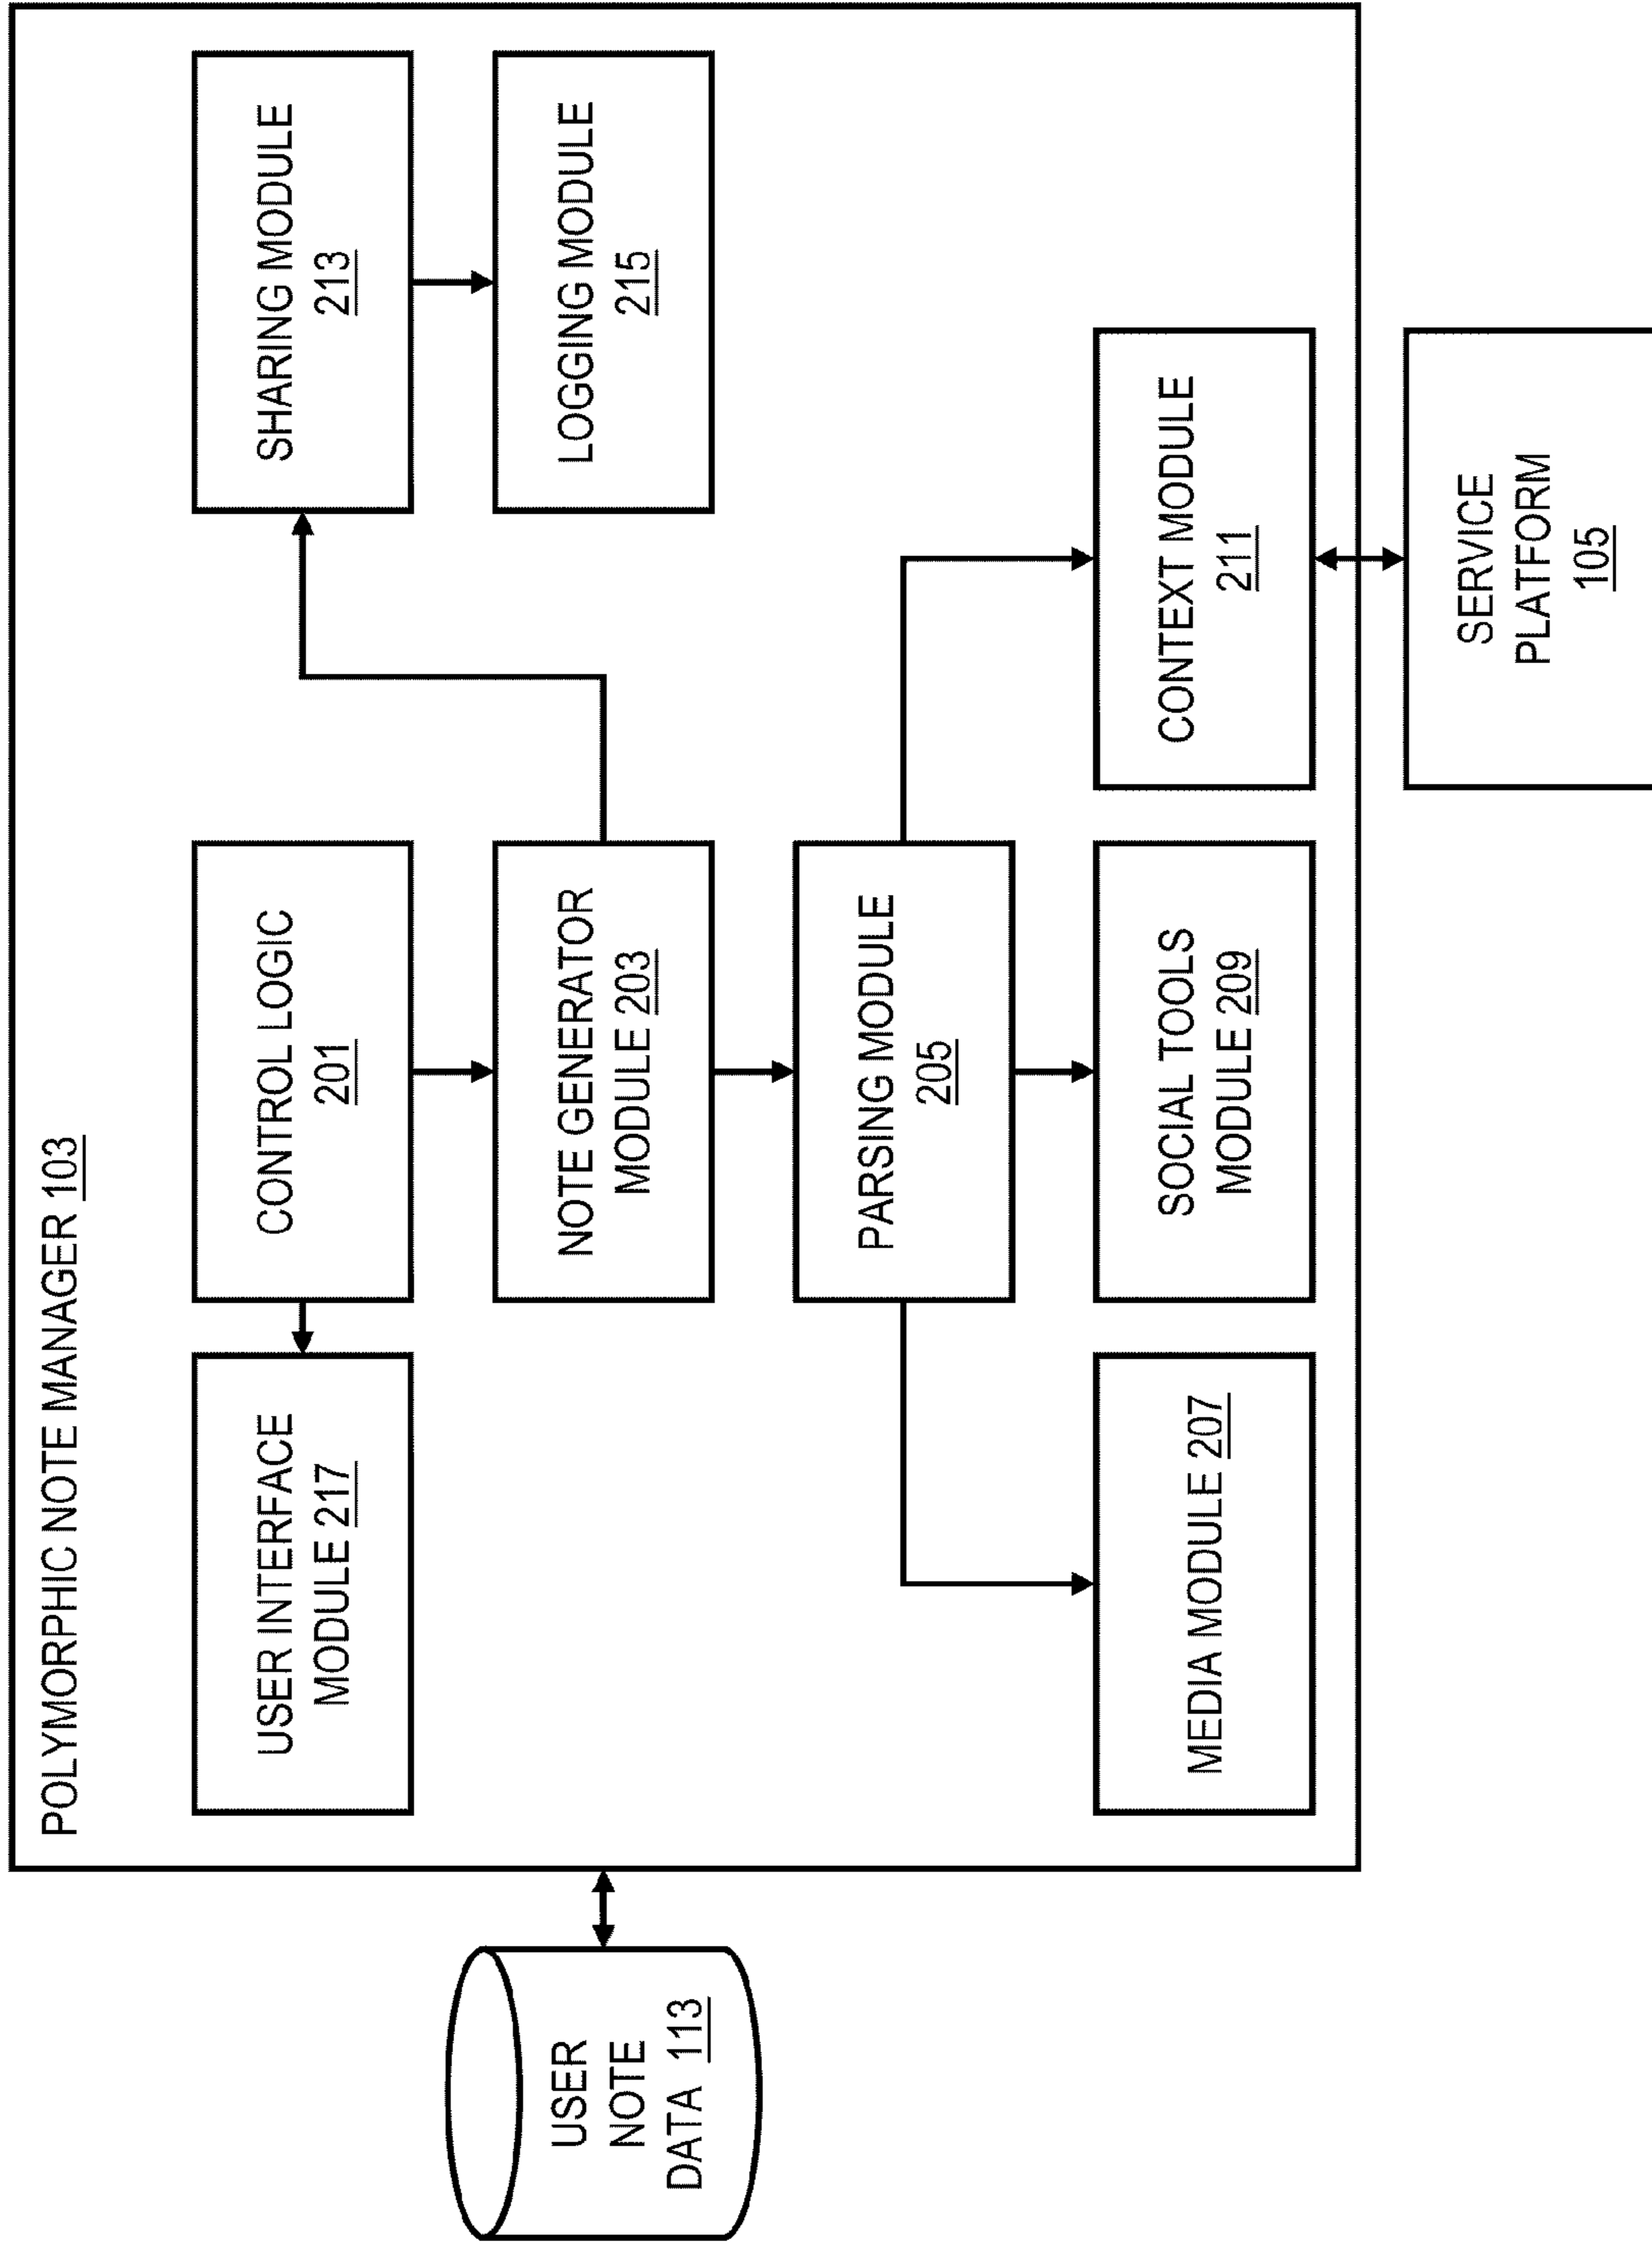 POLYMORPHIC NOTE MANAGER 103
USER INTERFACE
MODULE 217
CONTROL LOGIC
201
SHARING MODULE
213
NOTE GENERATOR
MODULE 203
LOGGING MODULE
215
USER
NOTE
DATA 113
PARSING MODULE
205
MEDIA MODULE 207
SOCIAL TOOLS
MODULE 209
CONTEXT MODULE
211
SERVICE
PLATFORM
105